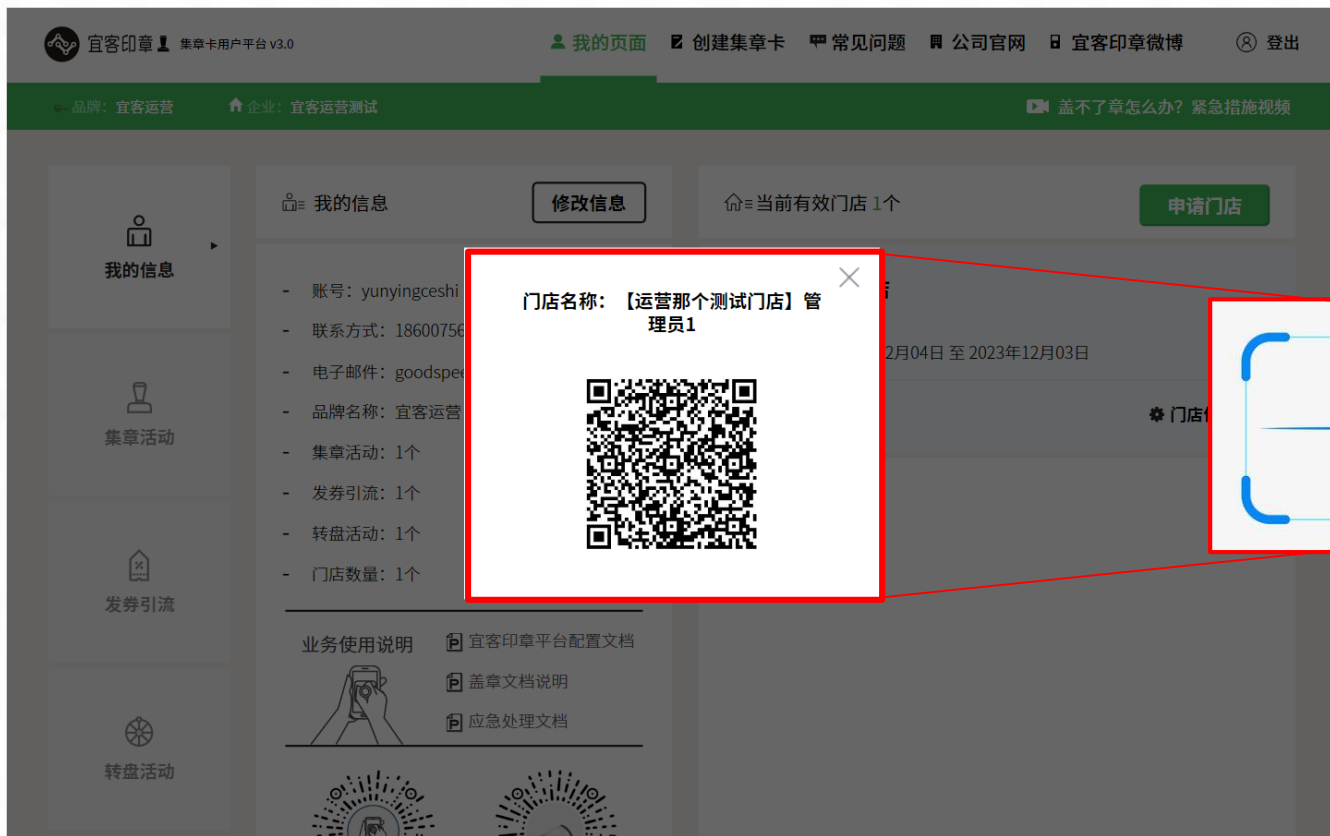 宜客印章 集章卡用户平台 v3.0
我的页面 创建集章卡 常见问题 公司官网 宜客印章微博 登出
品牌：宜客运营 企业：宜客运营测试 盖不了章怎么办？紧急措施视频
我的信息
集章活动
发券引流
转盘活动
我的信息 修改信息
- 账号：yunyingceshi
- 联系方式：18600756
- 电子邮件：goodspee
- 品牌名称：宜客运营
- 集章活动：1个
- 发券引流：1个
- 转盘活动：1个
- 门店数量：1个
业务使用说明
宜客印章平台配置文档
盖章文档说明
应急处理文档
当前有效门店 1个 申请门店
2月04日 至 2023年12月03日
门店
门店名称：【运营那个测试门店】管
理员1